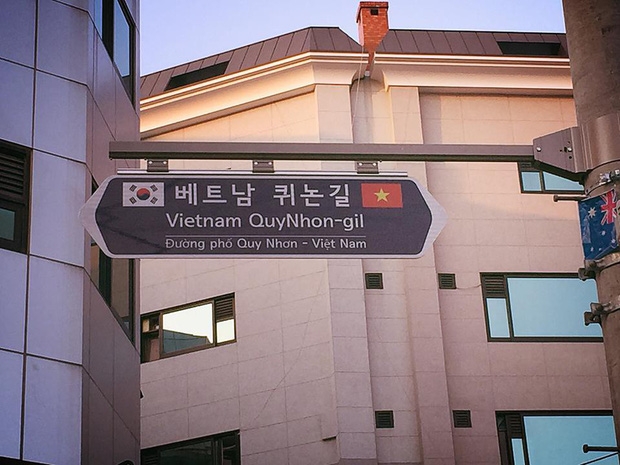 베트남 퀴논길
Vietnam QuyNhon-gil
Đường phố Quy Nhơn - Việt Nam